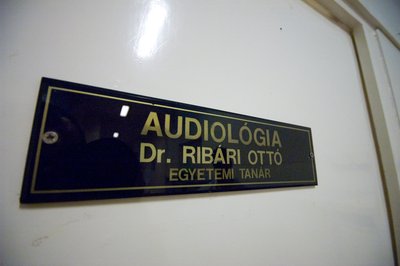 AUDIOLÓGIA
Dr. RIBÁRI OTTÓ
EGYETEMI TANÁR